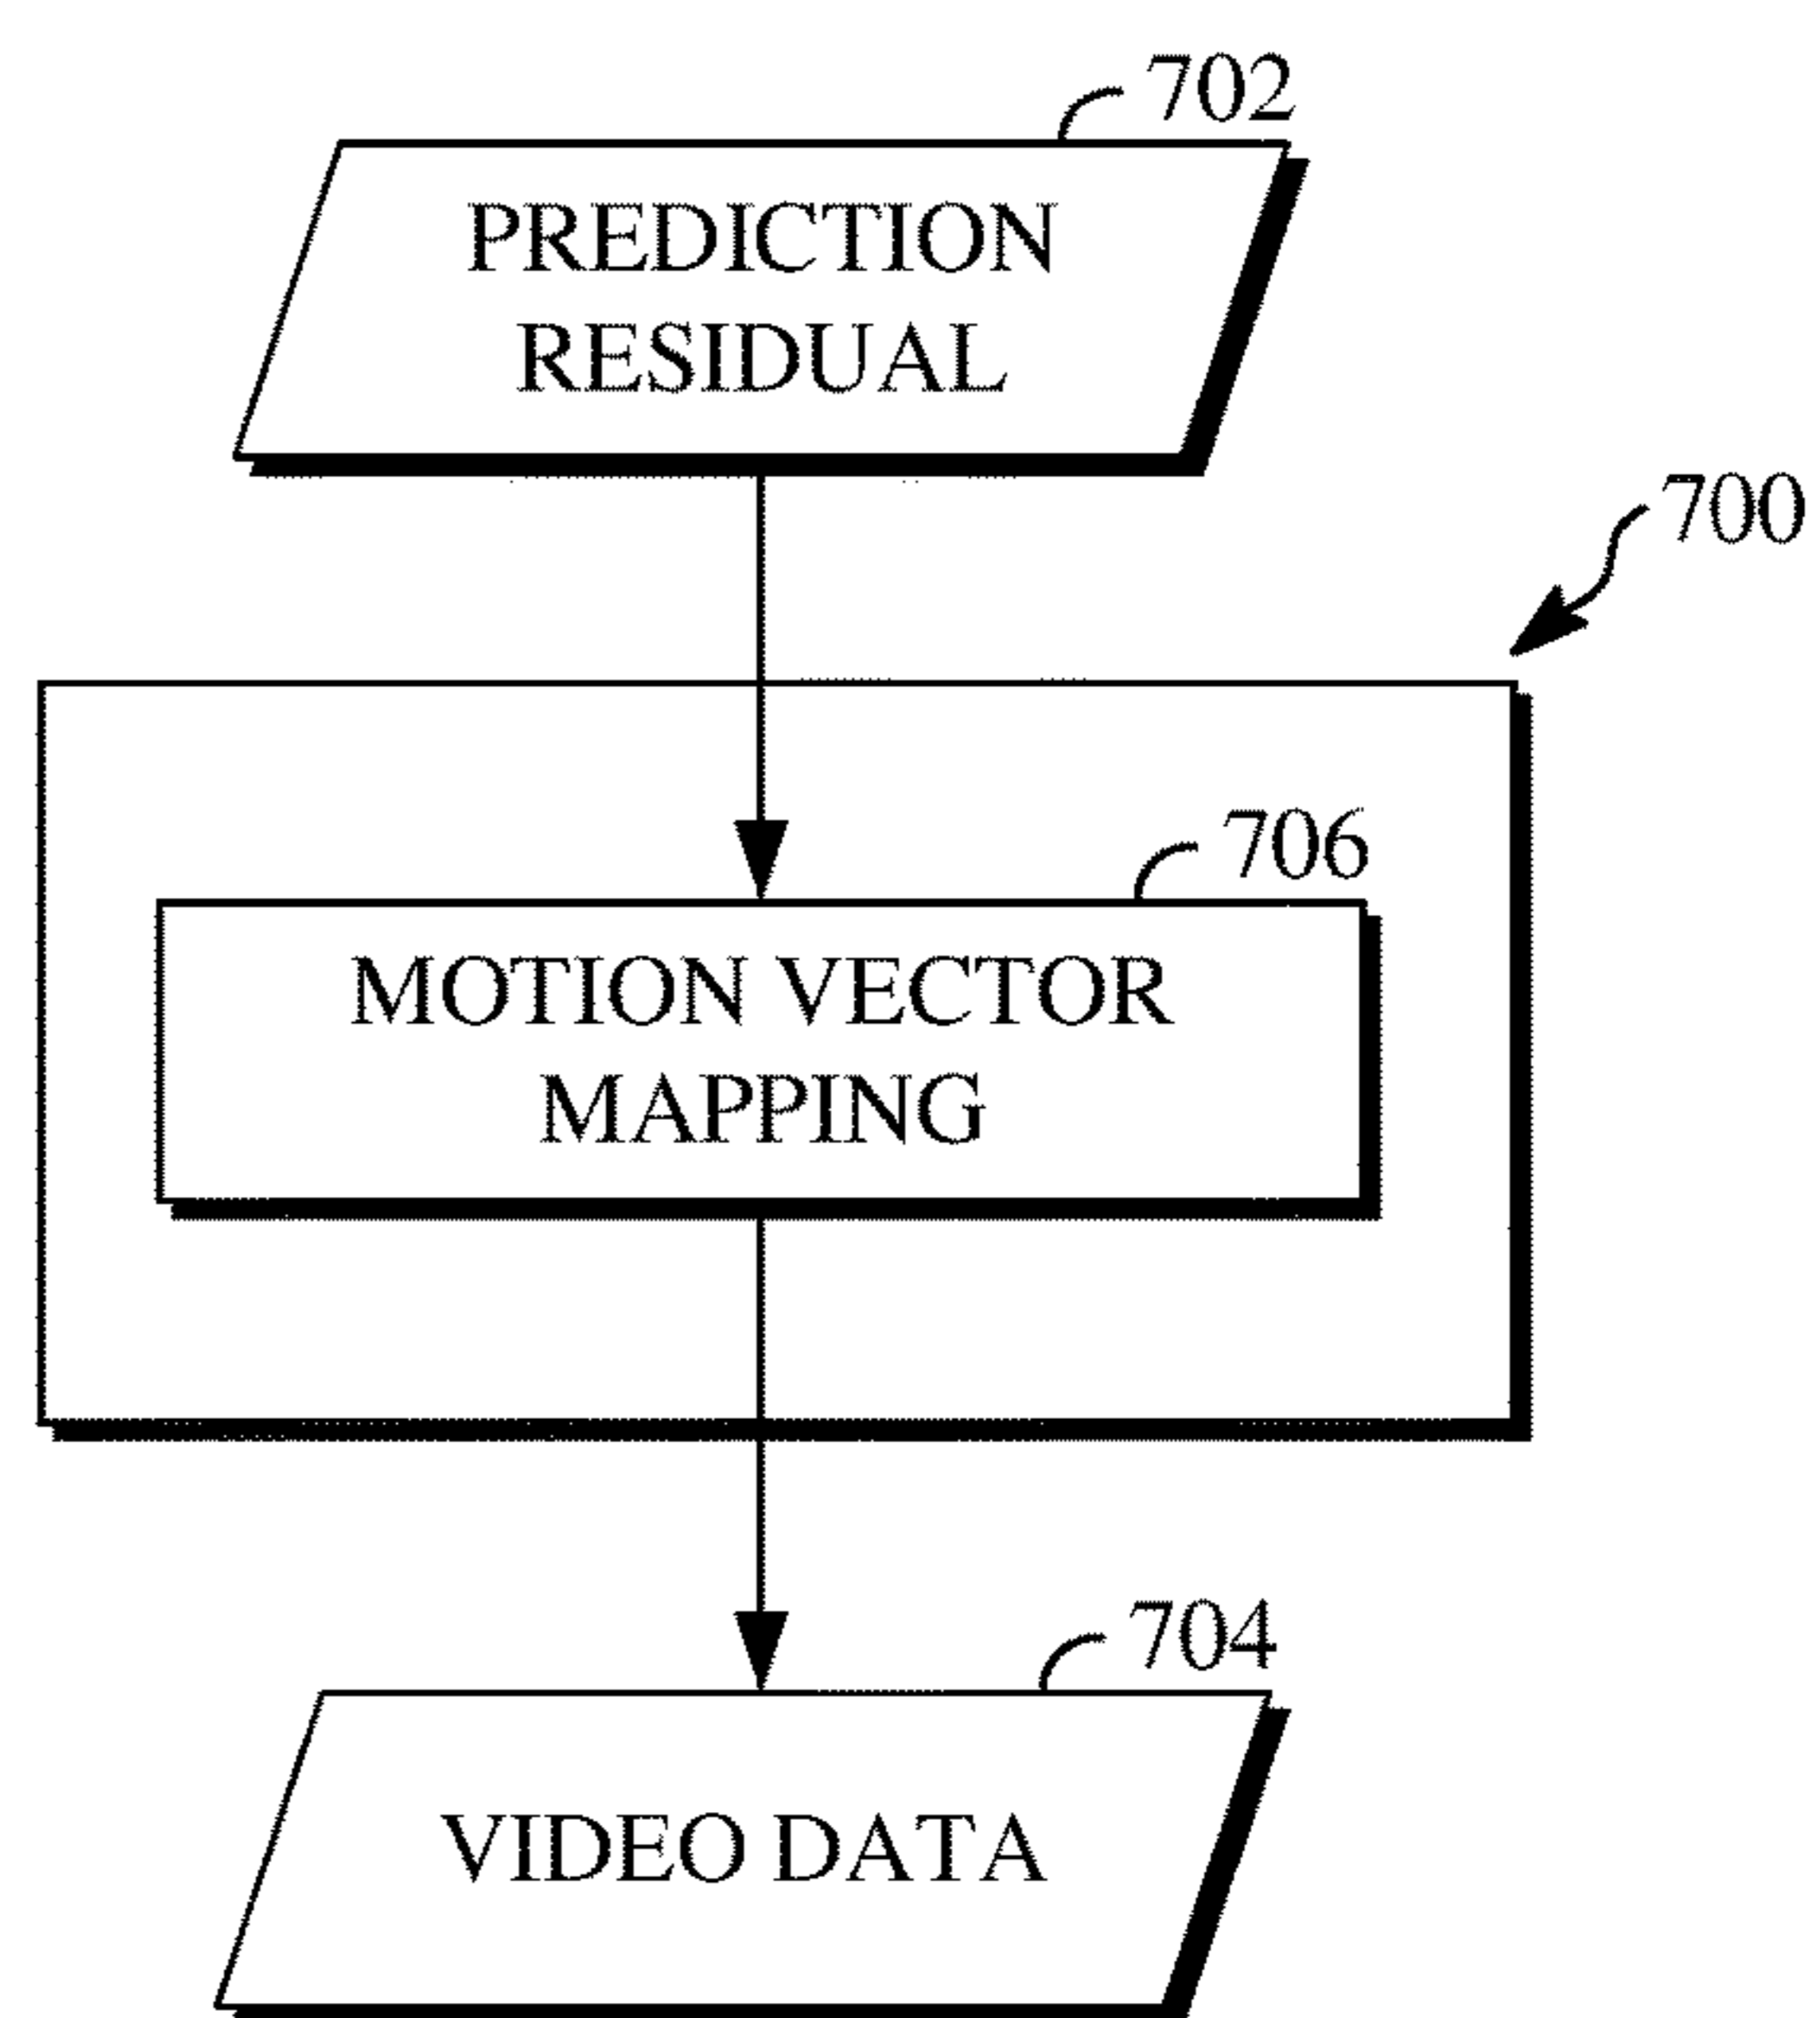 702
PREDICTION
RESIDUAL
700
706
MOTION VECTOR
MAPPING
704
VIDEO DATA